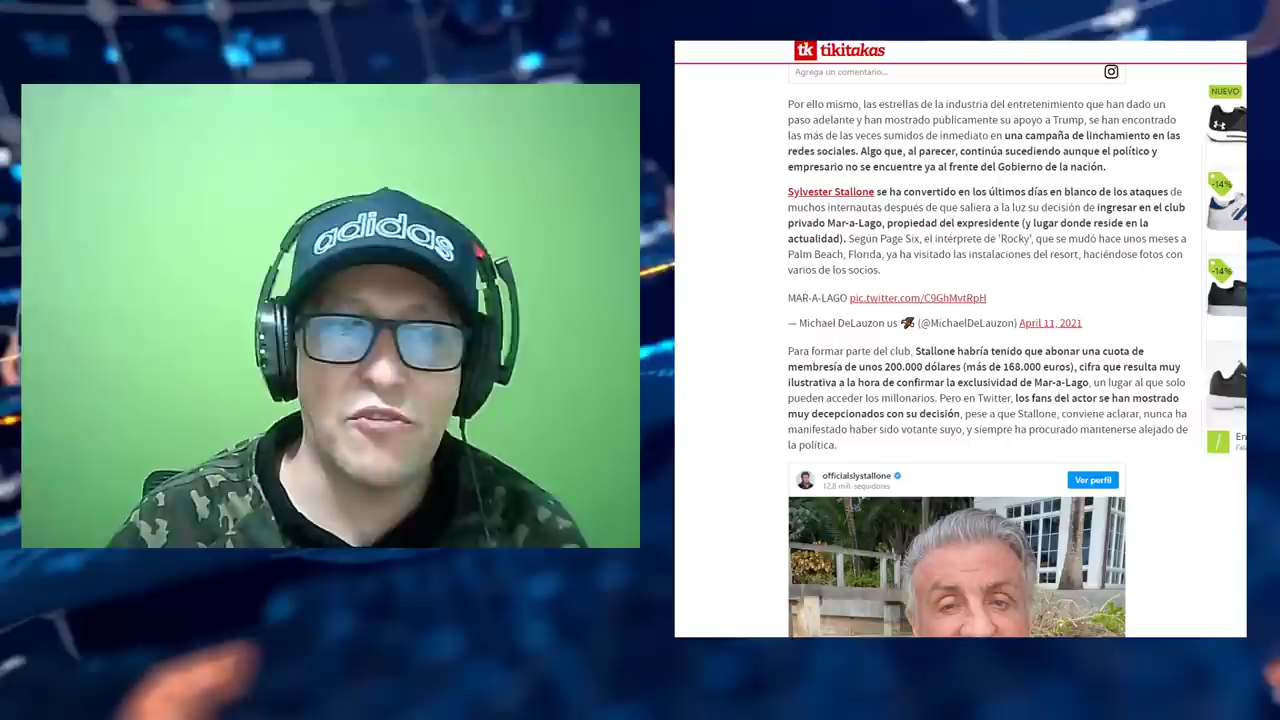 adidas
tk tikitakas
Agrega un comentario...
Por ello mismo, las estrellas de la industria del entretenimiento que han dado un
paso adelante y han mostrado públicamente su apoyo a Trump, se han encontrado
las más de las veces sumidos de inmediato en una campaña de linchamiento en las
redes sociales. Algo que, al parecer, continúa sucediendo aunque el político y
empresario no se encuentre ya al frente del Gobierno de la nación.
Sylvester Stallone se ha convertido en los últimos días en blanco de los ataques de
muchos internautas después de que saliera a la luz su decisión de ingresar en el club
privado Mar-a-Lago, propiedad del expresidente (y lugar donde reside en la
actualidad). Según Page Six, el intérprete de 'Rocky', que se mudó hace unos meses a
Palm Beach, Florida, ya ha visitado las instalaciones del resort, haciéndose fotos con
varios de los socios.
MAR-A-LAGO pic.twitter.com/C9GhMvtRpH
— Michael DeLauzon us (@MichaelDeLauzon) April 11, 2021
Para formar parte del club, Stallone habría tenido que abonar una cuota de
membresía de unos 200.000 dólares (más de 168.000 euros), cifra que resulta muy
ilustrativa a la hora de confirmar la exclusividad de Mar-a-Lago, un lugar al que solo
pueden acceder los millonarios. Pero en Twitter, los fans del actor se han mostrado
muy decepcionados con su decisión, pese a que Stallone, conviene aclarar, nunca ha
manifestado haber sido votante suyo, y siempre ha procurado mantenerse alejado de
la política.
officialslystallone
12,8 mill. seguidores
Ver perfil
NUEVO
-14%
-14%
En